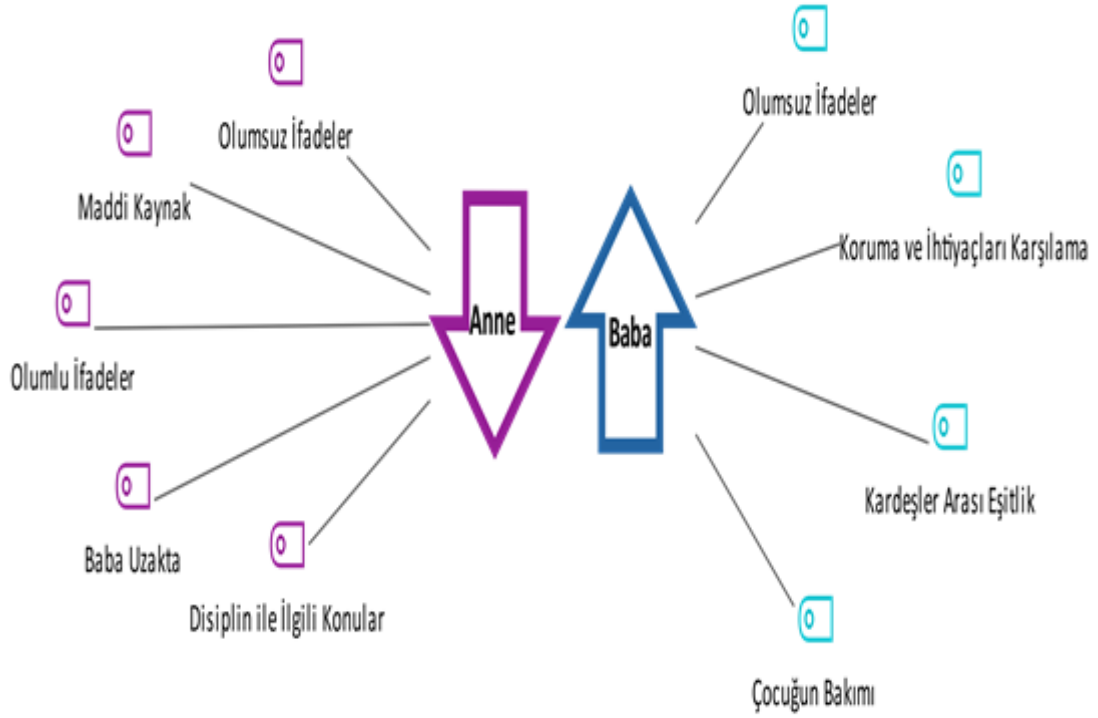 Olumsuz İfadeler
Maddi Kaynak
Olumlu İfadeler
Baba Uzakta
Disiplin ile İlgili Konular
Anne
Baba
Olumsuz İfadeler
Koruma ve İhtiyaçları Karşılama
Kardeşler Arası Eşitlik
Çocuğun Bakımı